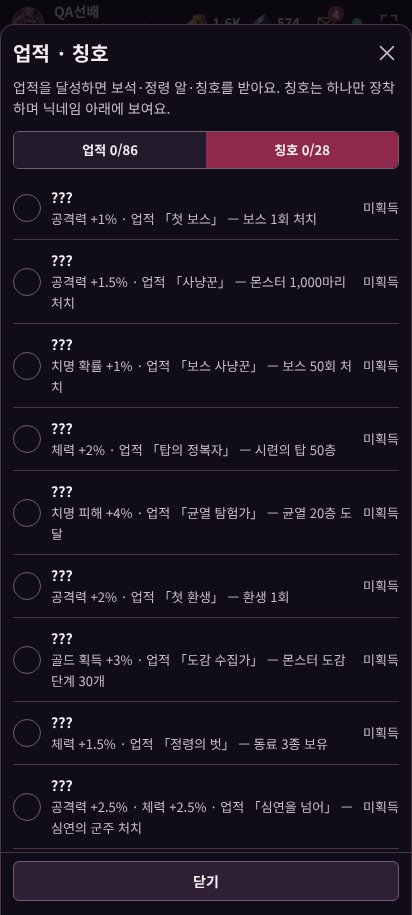 QA선배
1.6K
574
4
업적 · 칭호
업적을 달성하면 보석·정령 알·칭호를 받아요. 칭호는 하나만 장착
하며 닉네임 아래에 보여요.
업적 0/86
칭호 0/28
???
공격력 +1% · 업적 「첫 보스」 — 보스 1회 처치
미획득
???
공격력 +1.5% · 업적 「사냥꾼」 — 몬스터 1,000마리
처치
미획득
???
치명 확률 +1% · 업적 「보스 사냥꾼」 — 보스 50회 처
치
미획득
???
체력 +2% · 업적 「탑의 정복자」 — 시련의 탑 50층
미획득
???
치명 피해 +4% · 업적 「균열 탐험가」 — 균열 20층 도
달
미획득
???
공격력 +2% · 업적 「첫 환생」 — 환생 1회
미획득
???
골드 획득 +3% · 업적 「도감 수집가」 — 몬스터 도감
단계 30개
미획득
???
체력 +1.5% · 업적 「정령의 벗」 — 동료 3종 보유
미획득
???
공격력 +2.5% · 체력 +2.5% · 업적 「심연을 넘어」 —
심연의 군주 처치
미획득
닫기